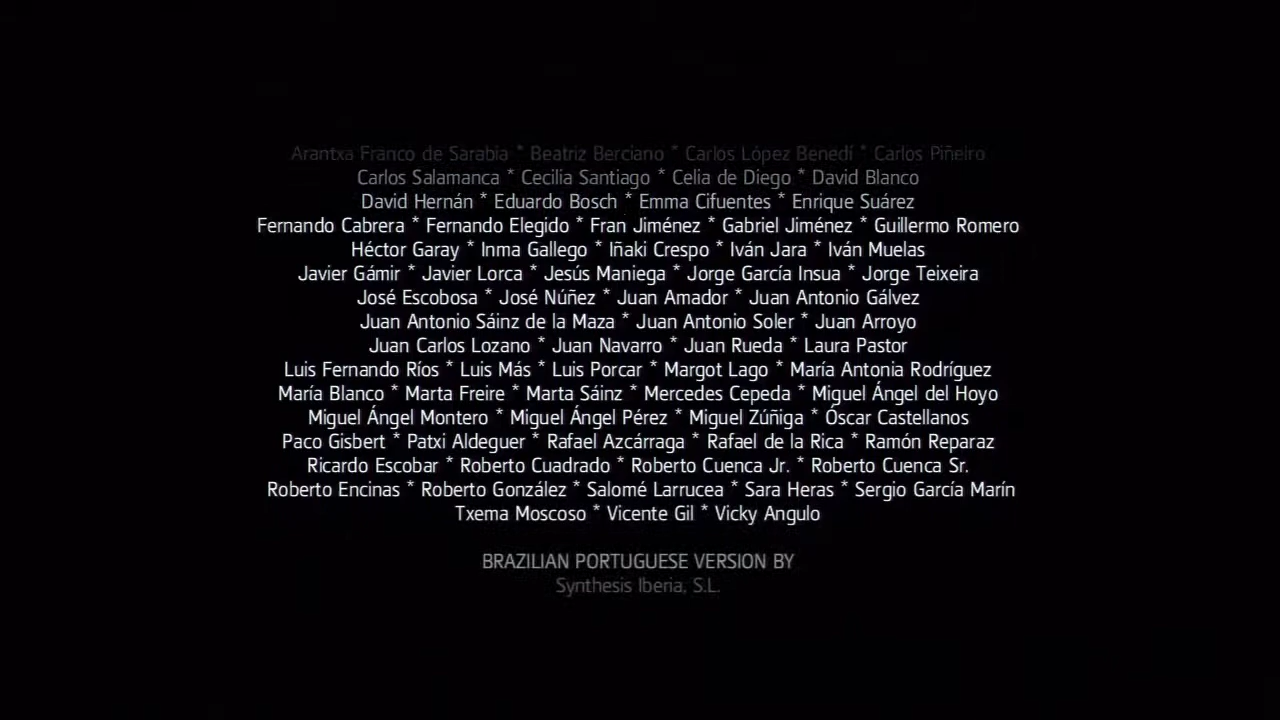 Arantxa Franco de Sarabia * Beatriz Berciano * Carlos López Benedí * Carlos Piñeiro
Carlos Salamanca * Cecilia Santiago * Celia de Diego * David Blanco
David Hernán * Eduardo Bosch * Emma Cifuentes * Enrique Suárez
Fernando Cabrera * Fernando Elegido * Fran Jiménez * Gabriel Jiménez * Guillermo Romero
Héctor Garay * Inma Gallego * Iñaki Crespo * Iván Jara * Iván Muelas
Javier Gámir * Javier Lorca * Jesús Maniega * Jorge García Insua * Jorge Teixeira
José Escobosa * José Núñez * Juan Amador * Juan Antonio Gálvez
Juan Antonio Sáinz de la Maza * Juan Antonio Soler * Juan Arroyo
Juan Carlos Lozano * Juan Navarro * Juan Rueda * Laura Pastor
Luis Fernando Ríos * Luis Más * Luis Porcar * Margot Lago * María Antonia Rodríguez
María Blanco * Marta Freire * Marta Sáinz * Mercedes Cepeda * Miguel Ángel del Hoyo
Miguel Ángel Montero * Miguel Ángel Pérez * Miguel Zúñiga * Óscar Castellanos
Paco Gisbert * Patxi Aldeguer * Rafael Azcárraga * Rafael de la Rica * Ramón Reparaz
Ricardo Escobar * Roberto Cuadrado * Roberto Cuenca Jr. * Roberto Cuenca Sr.
Roberto Encinas * Roberto González * Salomé Larrucea * Sara Heras * Sergio García Marín
Txema Moscoso * Vicente Gil * Vicky Angulo
BRAZILIAN PORTUGUESE VERSION BY
Synthesis Iberia, S.L.